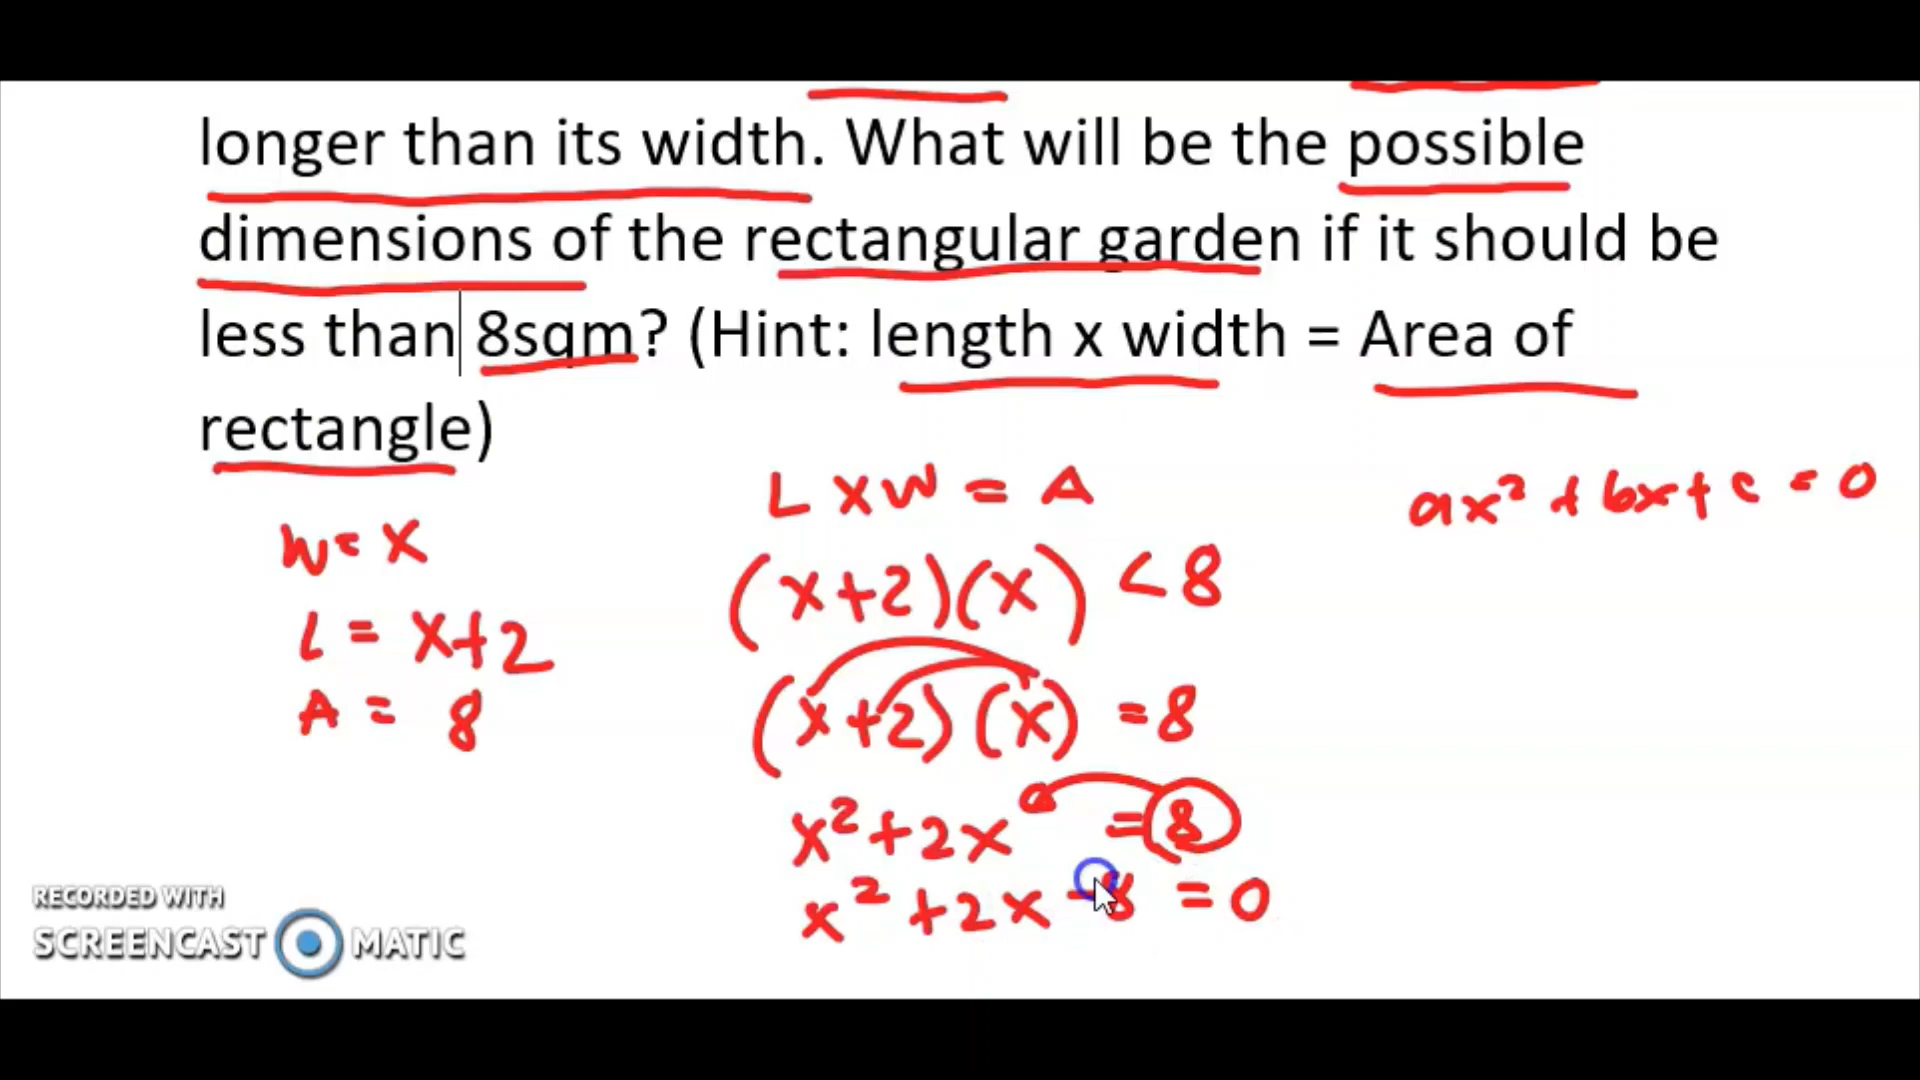 longer than its width. What will be the possible
dimensions of the rectangular garden if it should be
less than 8sqm? (Hint: length x width = Area of
rectangle)
L x W = A
ax² + bx + c = 0
W = x
(x+2)(x) < 8
L = x+2
(x+2)(x) = 8
A = 8
x² + 2x = 8
x² + 2x - 8 = 0
RECORDED WITH
SCREENCAST MATIC